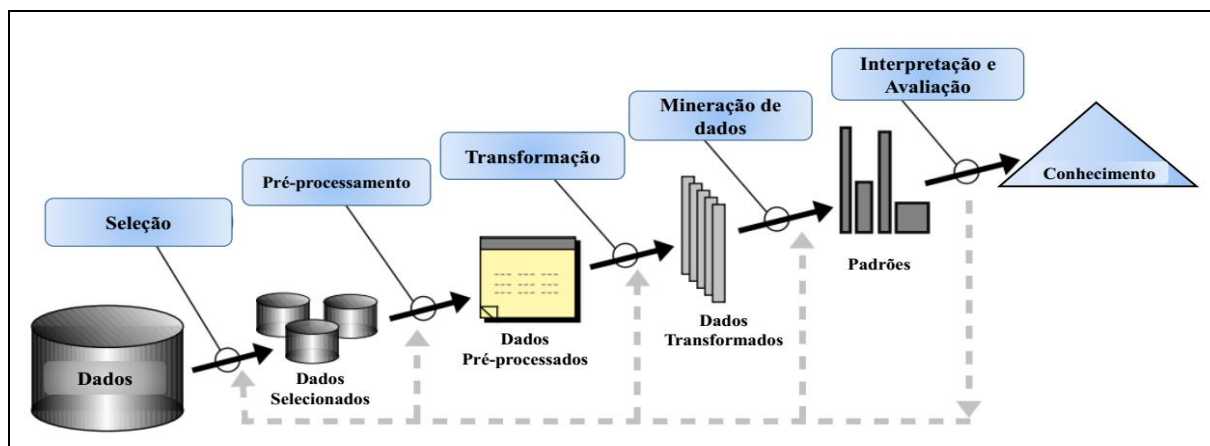 Interpretação e
Avaliação
Mineração de
dados
Transformação
Pré-processamento
Seleção
Conhecimento
Padrões
Dados
Transformados
Dados
Pré-processados
Dados
Selecionados
Dados